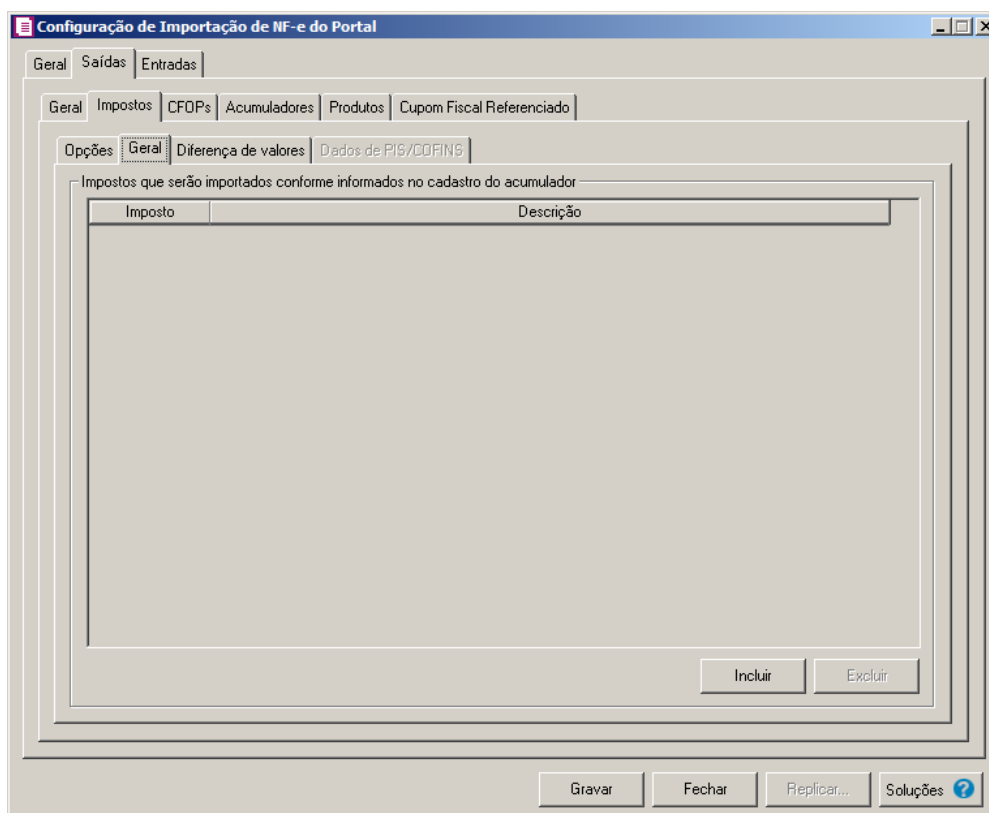 Configuração de Importação de NF-e do Portal
Geral Saídas Entradas
Geral Impostos CFOPs Acumuladores Produtos Cupom Fiscal Referenciado
Opções Geral Diferença de valores Dados de PIS/COFINS
Impostos que serão importados conforme informados no cadastro do acumulador
Imposto Descrição
Incluir Excluir
Gravar Fechar Replicar... Soluções ?